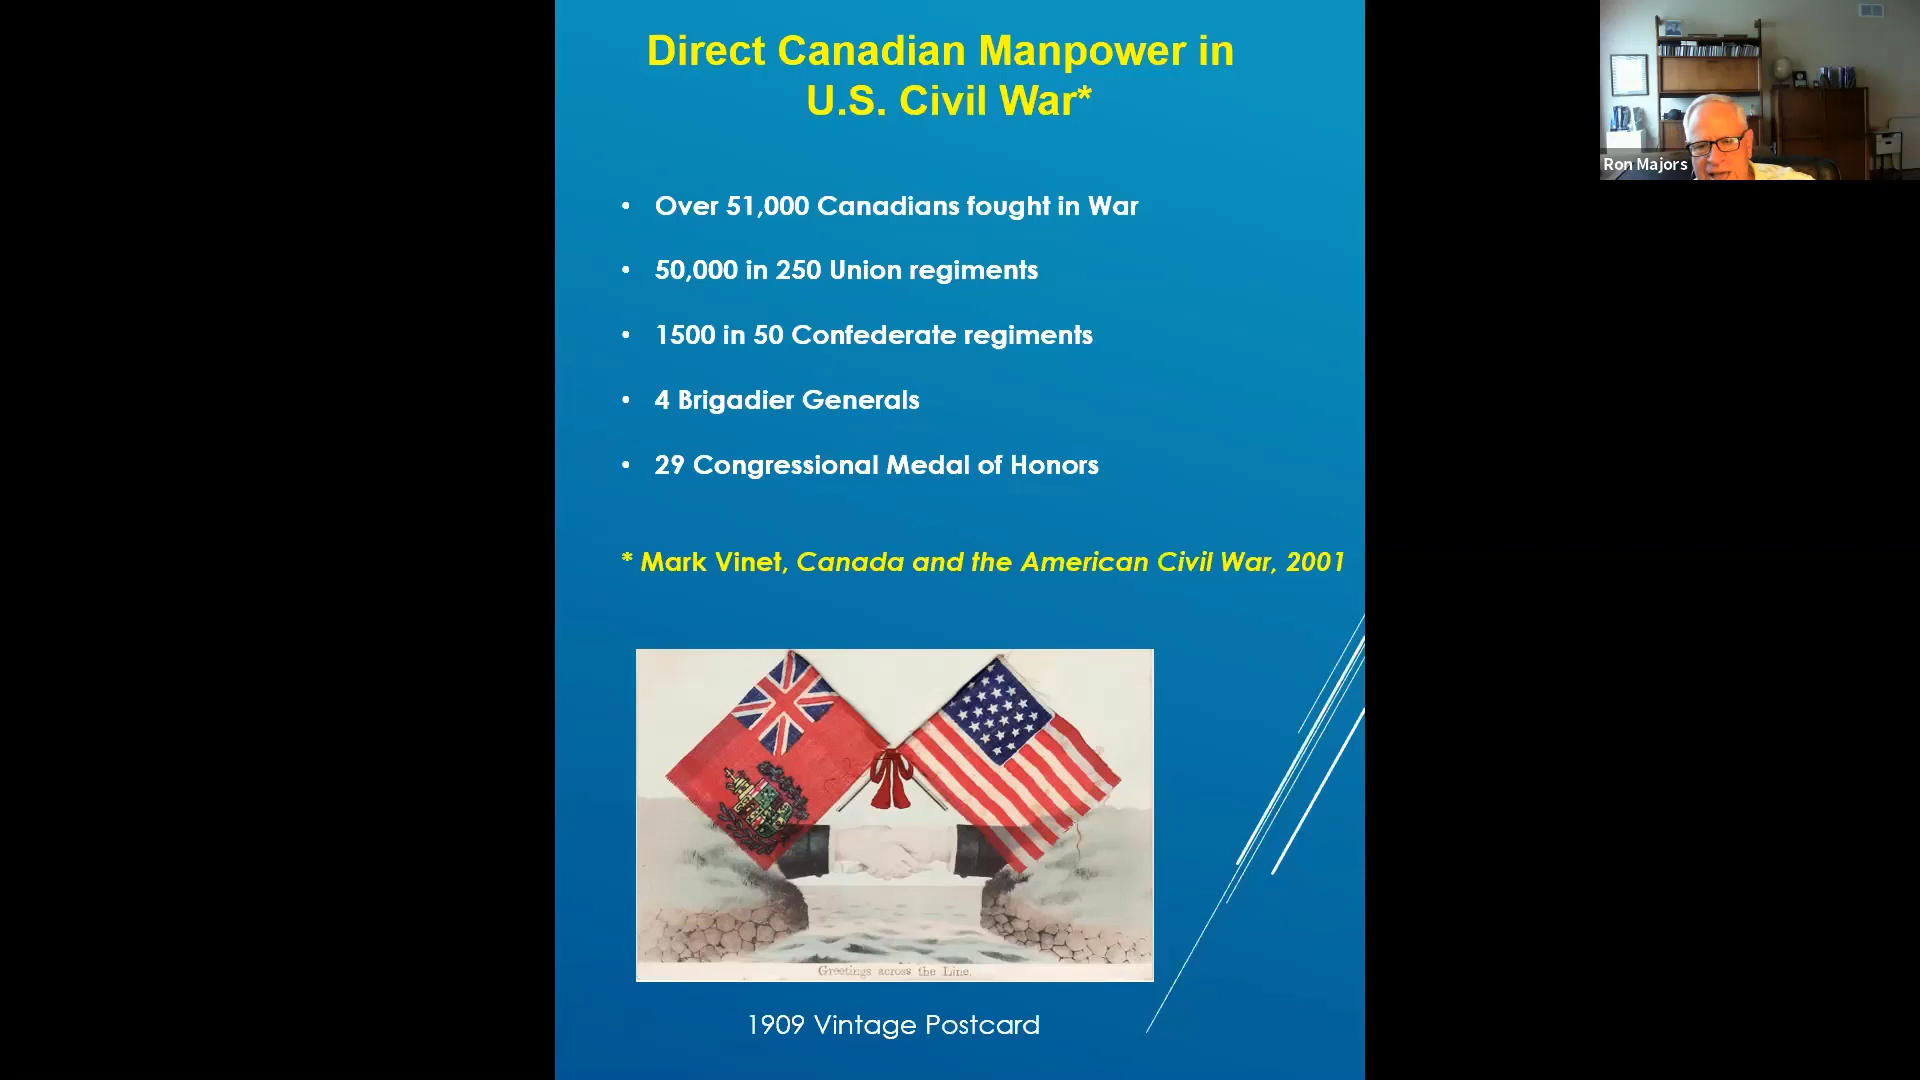 Direct Canadian Manpower in
U.S. Civil War*
Ron Majors
• Over 51,000 Canadians fought in War
• 50,000 in 250 Union regiments
• 1500 in 50 Confederate regiments
• 4 Brigadier Generals
• 29 Congressional Medal of Honors
* Mark Vinet, Canada and the American Civil War, 2001
Greetings across the Line.
1909 Vintage Postcard